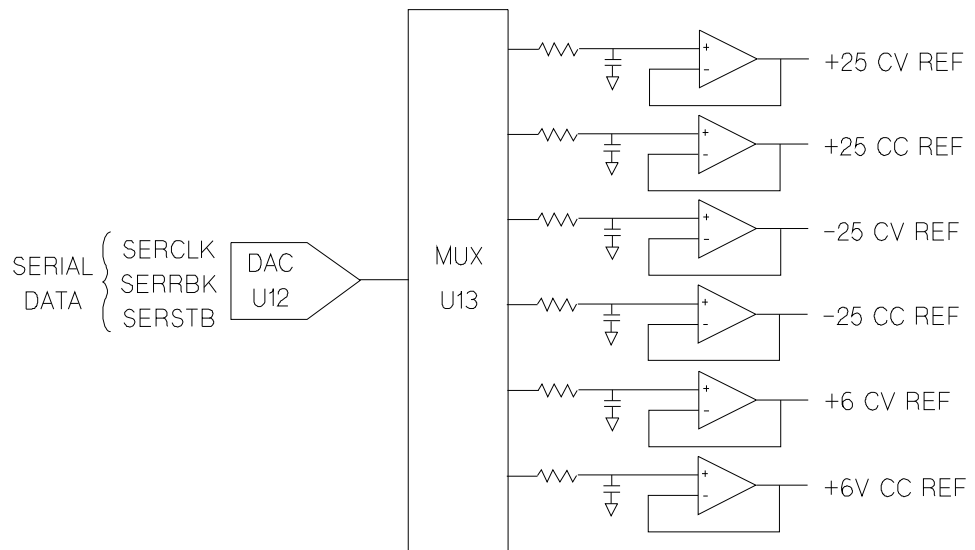 SERIAL
DATA
SERCLK
SERRBK
SERSTB
DAC
U12
MUX
U13
+
-
+25 CV REF
+
-
+25 CC REF
+
-
-25 CV REF
+
-
-25 CC REF
+
-
+6 CV REF
+
-
+6V CC REF